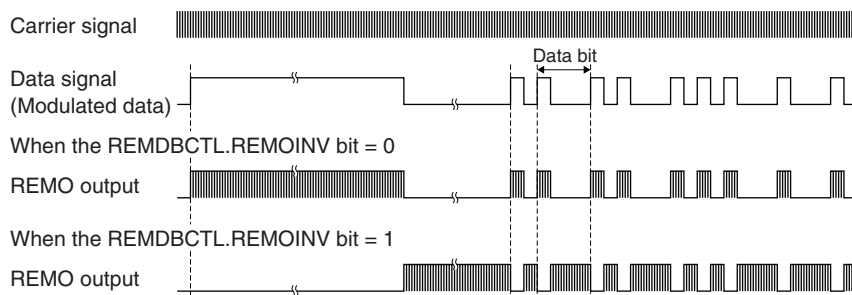 Carrier signal
Data bit
Data signal
(Modulated data)
When the REMDBCTL.REMOINV bit = 0
REMO output
When the REMDBCTL.REMOINV bit = 1
REMO output